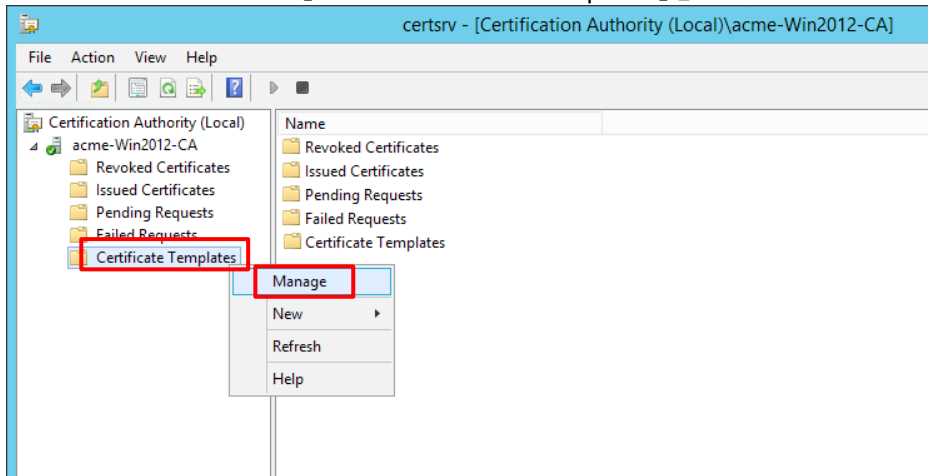 certsrv - [Certification Authority (Local)\acme-Win2012-CA]
File Action View Help
Certification Authority (Local)
acme-Win2012-CA
Revoked Certificates
Issued Certificates
Pending Requests
Failed Requests
Certificate Templates
Name
Revoked Certificates
Issued Certificates
Pending Requests
Failed Requests
Certificate Templates
Manage
New
Refresh
Help